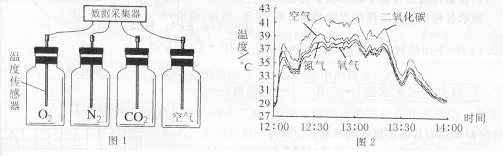 数据采集器
温度传感器
O₂
N₂
CO₂
空气
图 1
温度/℃
43
41
39
37
35
33
31
29
27
空气
二氧化碳
氮气
氧气
12:00
12:30
13:00
13:30
14:00
时间
图 2